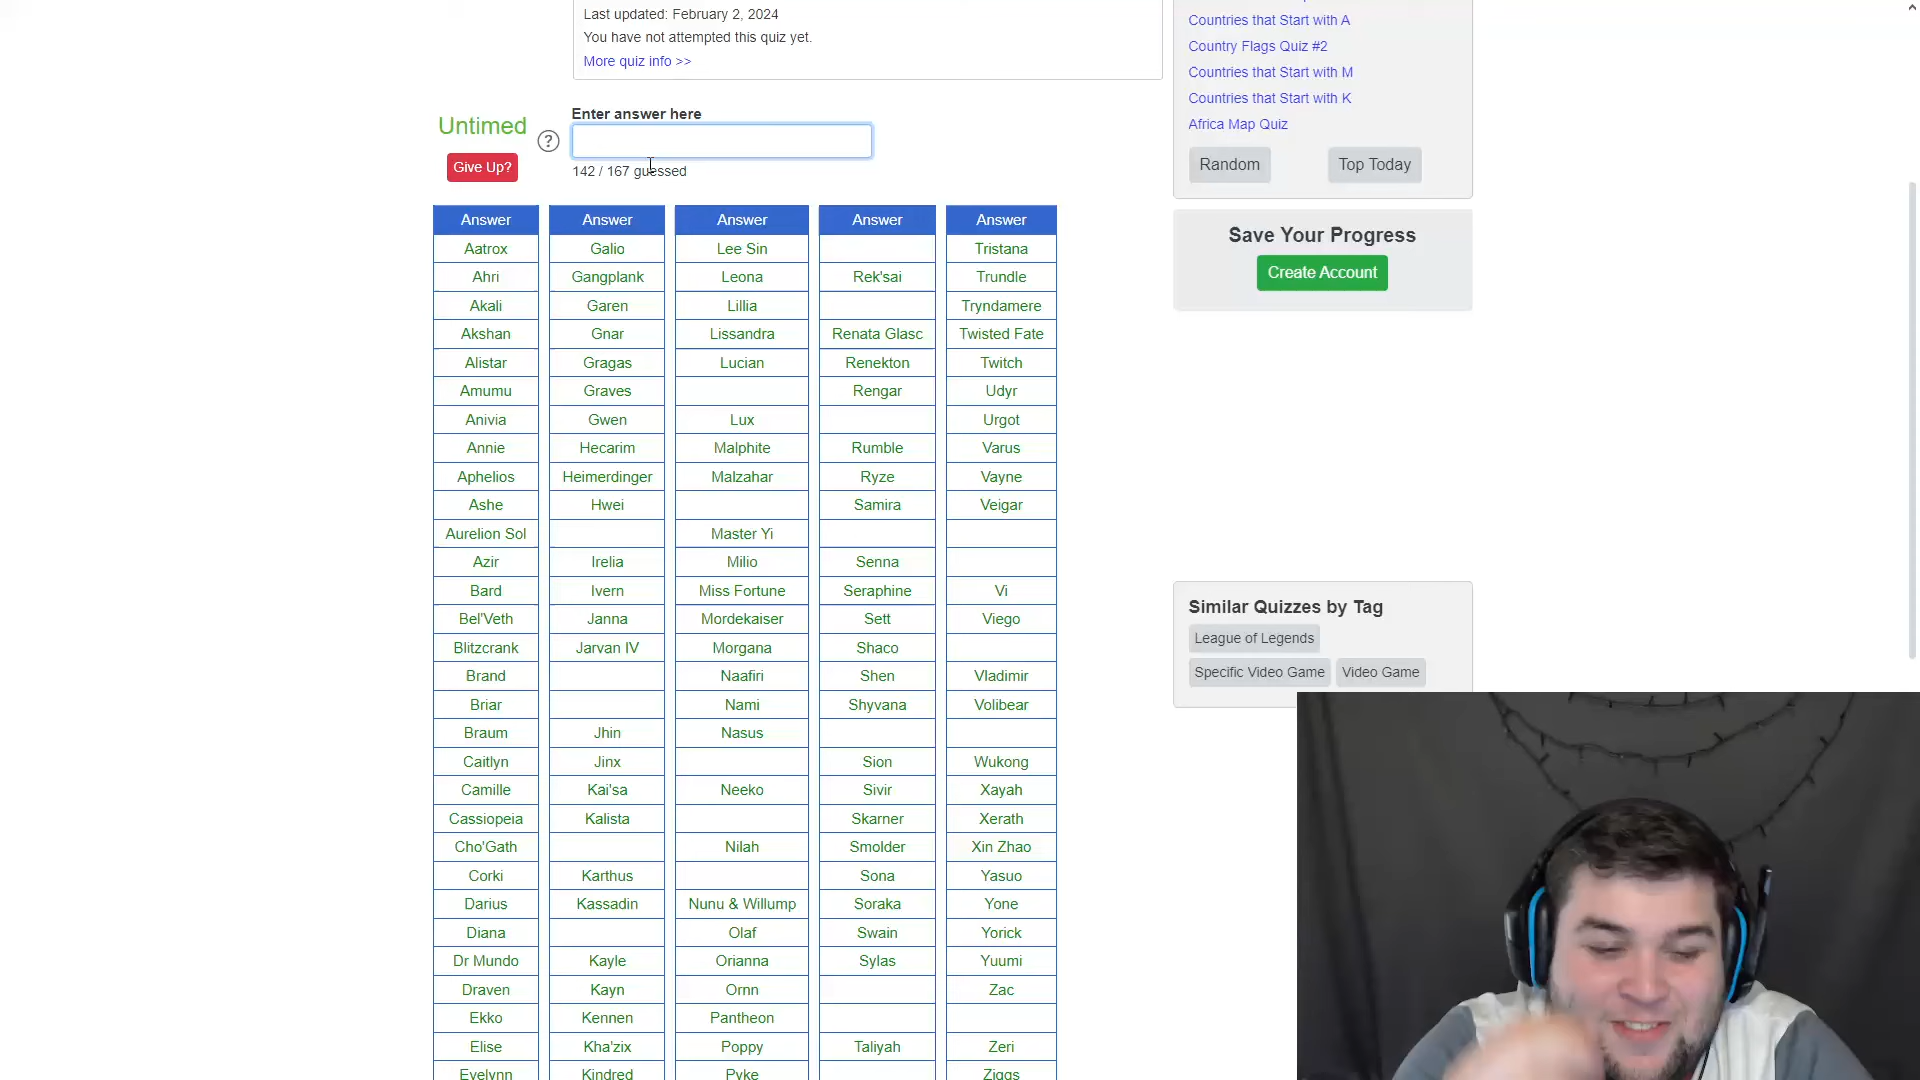 Last updated: February 2, 2024
You have not attempted this quiz yet.
More quiz info >>
Untimed
Give Up?
?
Enter answer here
142 / 167 guessed
Answer Answer Answer Answer Answer
Aatrox Galio Lee Sin Tristana
Ahri Gangplank Leona Rek'sai Trundle
Akali Garen Lillia Tryndamere
Akshan Gnar Lissandra Renata Glasc Twisted Fate
Alistar Gragas Lucian Renekton Twitch
Amumu Graves Rengar Udyr
Anivia Gwen Lux Urgot
Annie Hecarim Malphite Rumble Varus
Aphelios Heimerdinger Malzahar Ryze Vayne
Ashe Hwei Samira Veigar
Aurelion Sol Master Yi
Azir Irelia Milio Senna
Bard Ivern Miss Fortune Seraphine Vi
Bel'Veth Janna Mordekaiser Sett Viego
Blitzcrank Jarvan IV Morgana Shaco
Brand Naafiri Shen Vladimir
Briar Nami Shyvana Volibear
Braum Jhin Nasus
Caitlyn Jinx Sion Wukong
Camille Kai'sa Neeko Sivir Xayah
Cassiopeia Kalista Skarner Xerath
Cho'Gath Nilah Smolder Xin Zhao
Corki Karthus Sona Yasuo
Darius Kassadin Nunu & Willump Soraka Yone
Diana Olaf Swain Yorick
Dr Mundo Kayle Orianna Sylas Yuumi
Draven Kayn Ornn Zac
Ekko Kennen Pantheon
Elise Kha'zix Poppy Taliyah Zeri
Evelynn Kindred Pyke Ziggs
Countries that Start with A
Country Flags Quiz #2
Countries that Start with M
Countries that Start with K
Africa Map Quiz
Random Top Today
Save Your Progress
Create Account
Similar Quizzes by Tag
League of Legends
Specific Video Game Video Game